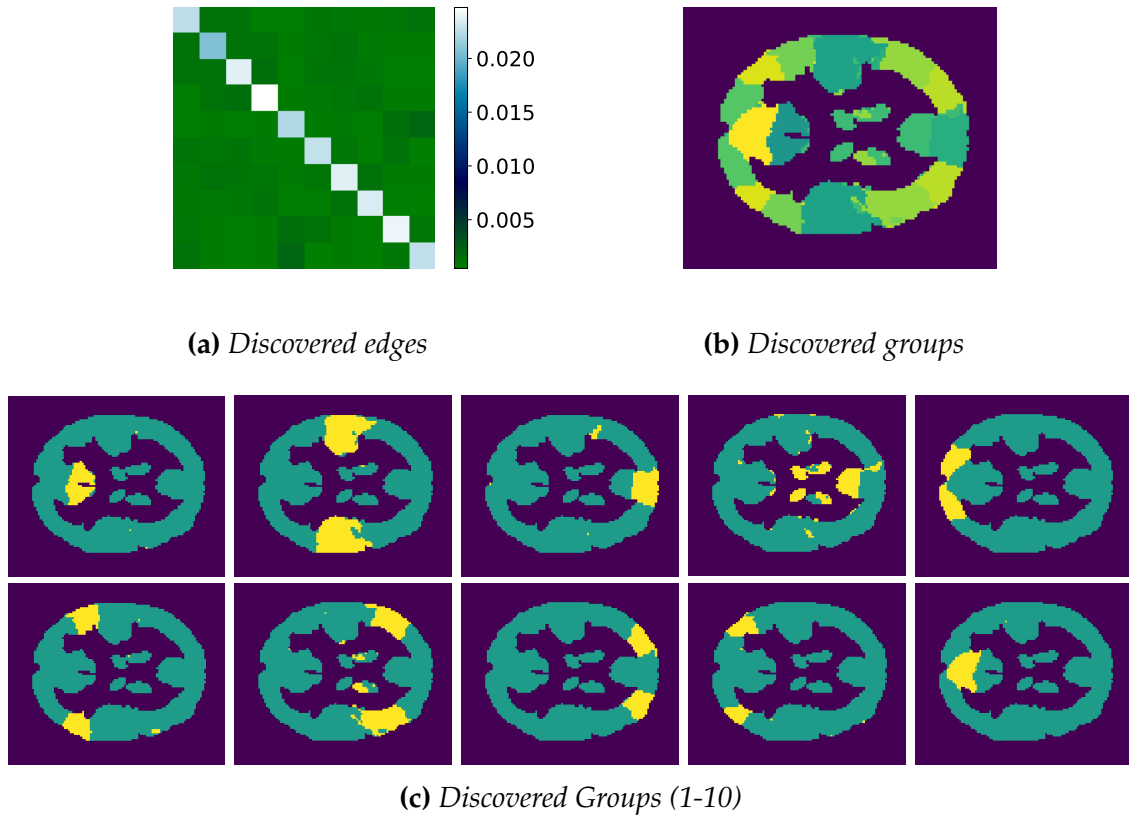 0.020
0.015
0.010
0.005
(a) Discovered edges
(b) Discovered groups
(c) Discovered Groups (1-10)